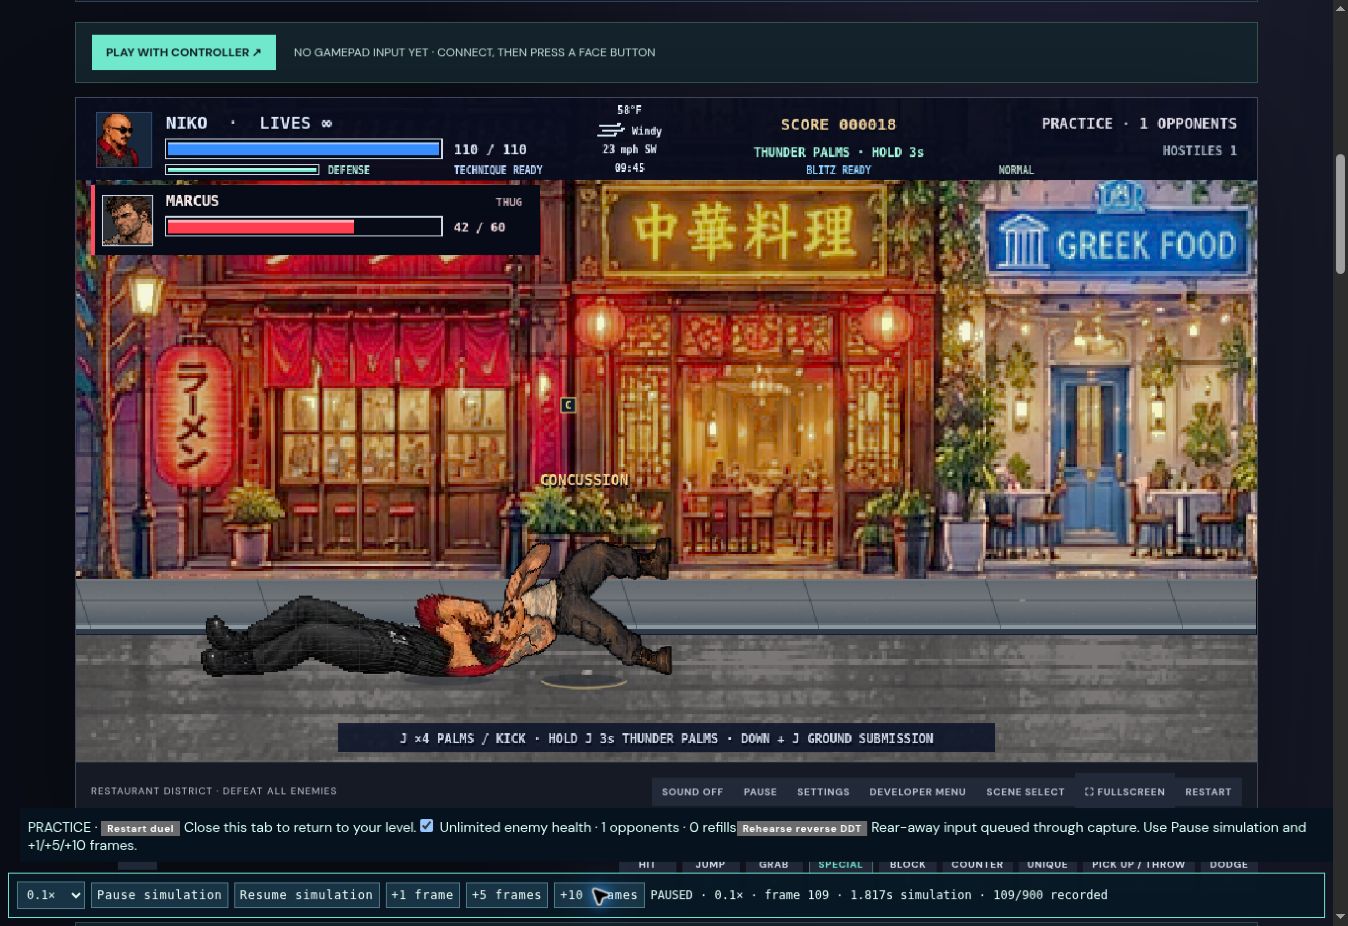 PLAY WITH CONTROLLER ↗ NO GAMEPAD INPUT YET · CONNECT, THEN PRESS A FACE BUTTON
NIKO · LIVES ∞
110 / 110
DEFENSE TECHNIQUE READY
58°F
Windy
23 mph SW
09:45
SCORE 000018
THUNDER PALMS · HOLD 3s
BLITZ READY
NORMAL
PRACTICE · 1 OPPONENTS
HOSTILES 1
MARCUS THUG
42 / 60
中華料理
GREEK FOOD
ラーメン
C
CONCUSSION
J ×4 PALMS / KICK · HOLD J 3s THUNDER PALMS · DOWN + J GROUND SUBMISSION
RESTAURANT DISTRICT · DEFEAT ALL ENEMIES
SOUND OFF PAUSE SETTINGS DEVELOPER MENU SCENE SELECT FULLSCREEN RESTART
PRACTICE · Restart duel Close this tab to return to your level. Unlimited enemy health · 1 opponents · 0 refills Rehearse reverse DDT Rear-away input queued through capture. Use Pause simulation and
+1/+5/+10 frames.
HIT JUMP GRAB SPECIAL BLOCK COUNTER UNIQUE PICK UP / THROW DODGE
0.1× Pause simulation Resume simulation +1 frame +5 frames +10 frames PAUSED · 0.1× · frame 109 · 1.817s simulation · 109/900 recorded